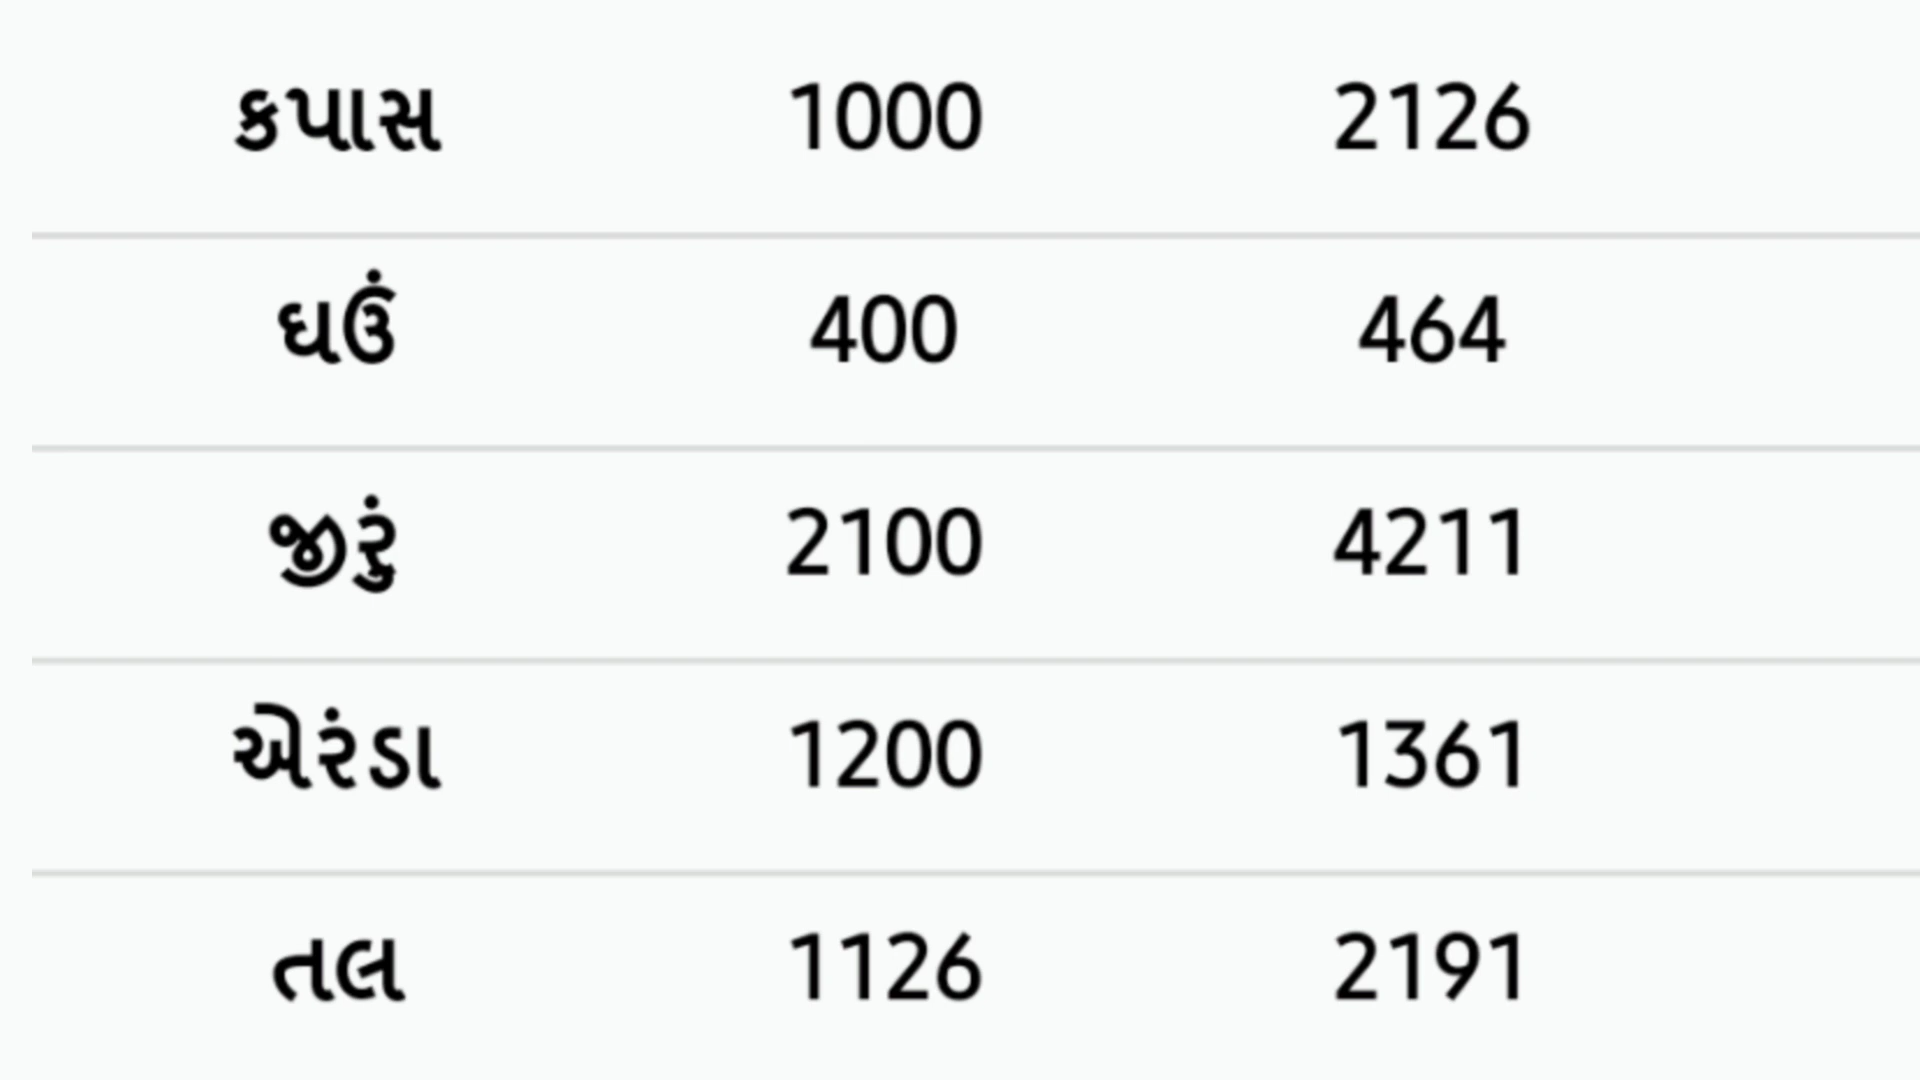 કપાસ 1000 2126
ઘઉં 400 464
જીરું 2100 4211
એરંડા 1200 1361
તલ 1126 2191